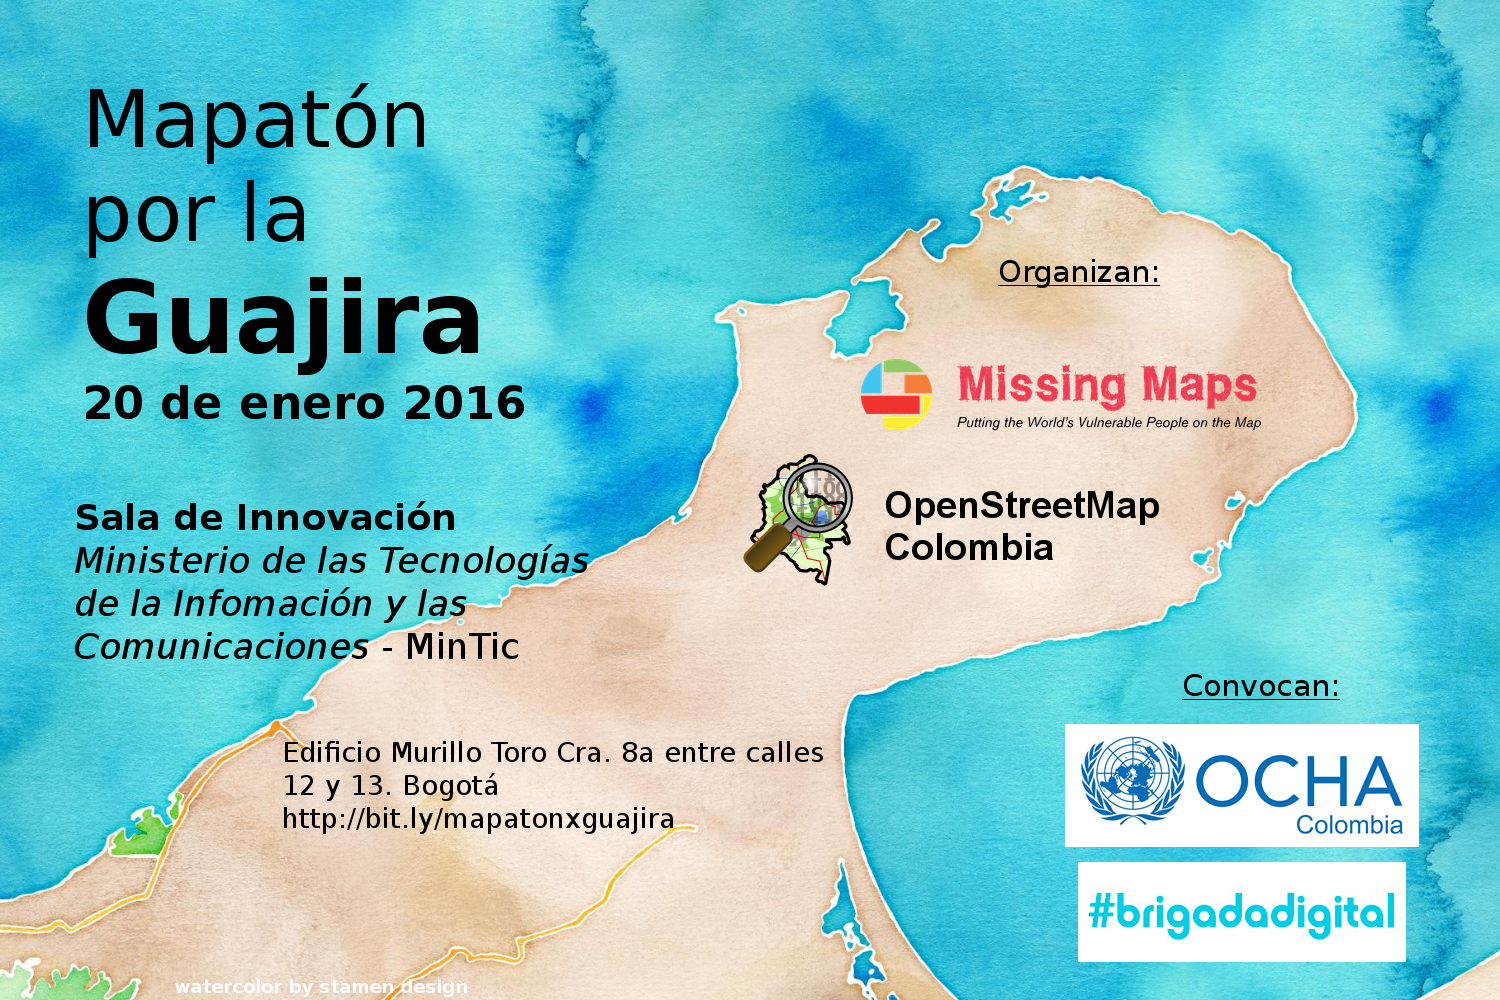 Mapatón
por la
Guajira
20 de enero 2016
Sala de Innovación
Ministerio de las Tecnologías
de la Infomación y las
Comunicaciones - MinTic
Edificio Murillo Toro Cra. 8a entre calles
12 y 13. Bogotá
http://bit.ly/mapatonxguajira
Organizan:
Missing Maps
Putting the World's Vulnerable People on the Map
OpenStreetMap
Colombia
Convocan:
OCHA
Colombia
#brigadadigital
watercolor by stamen design